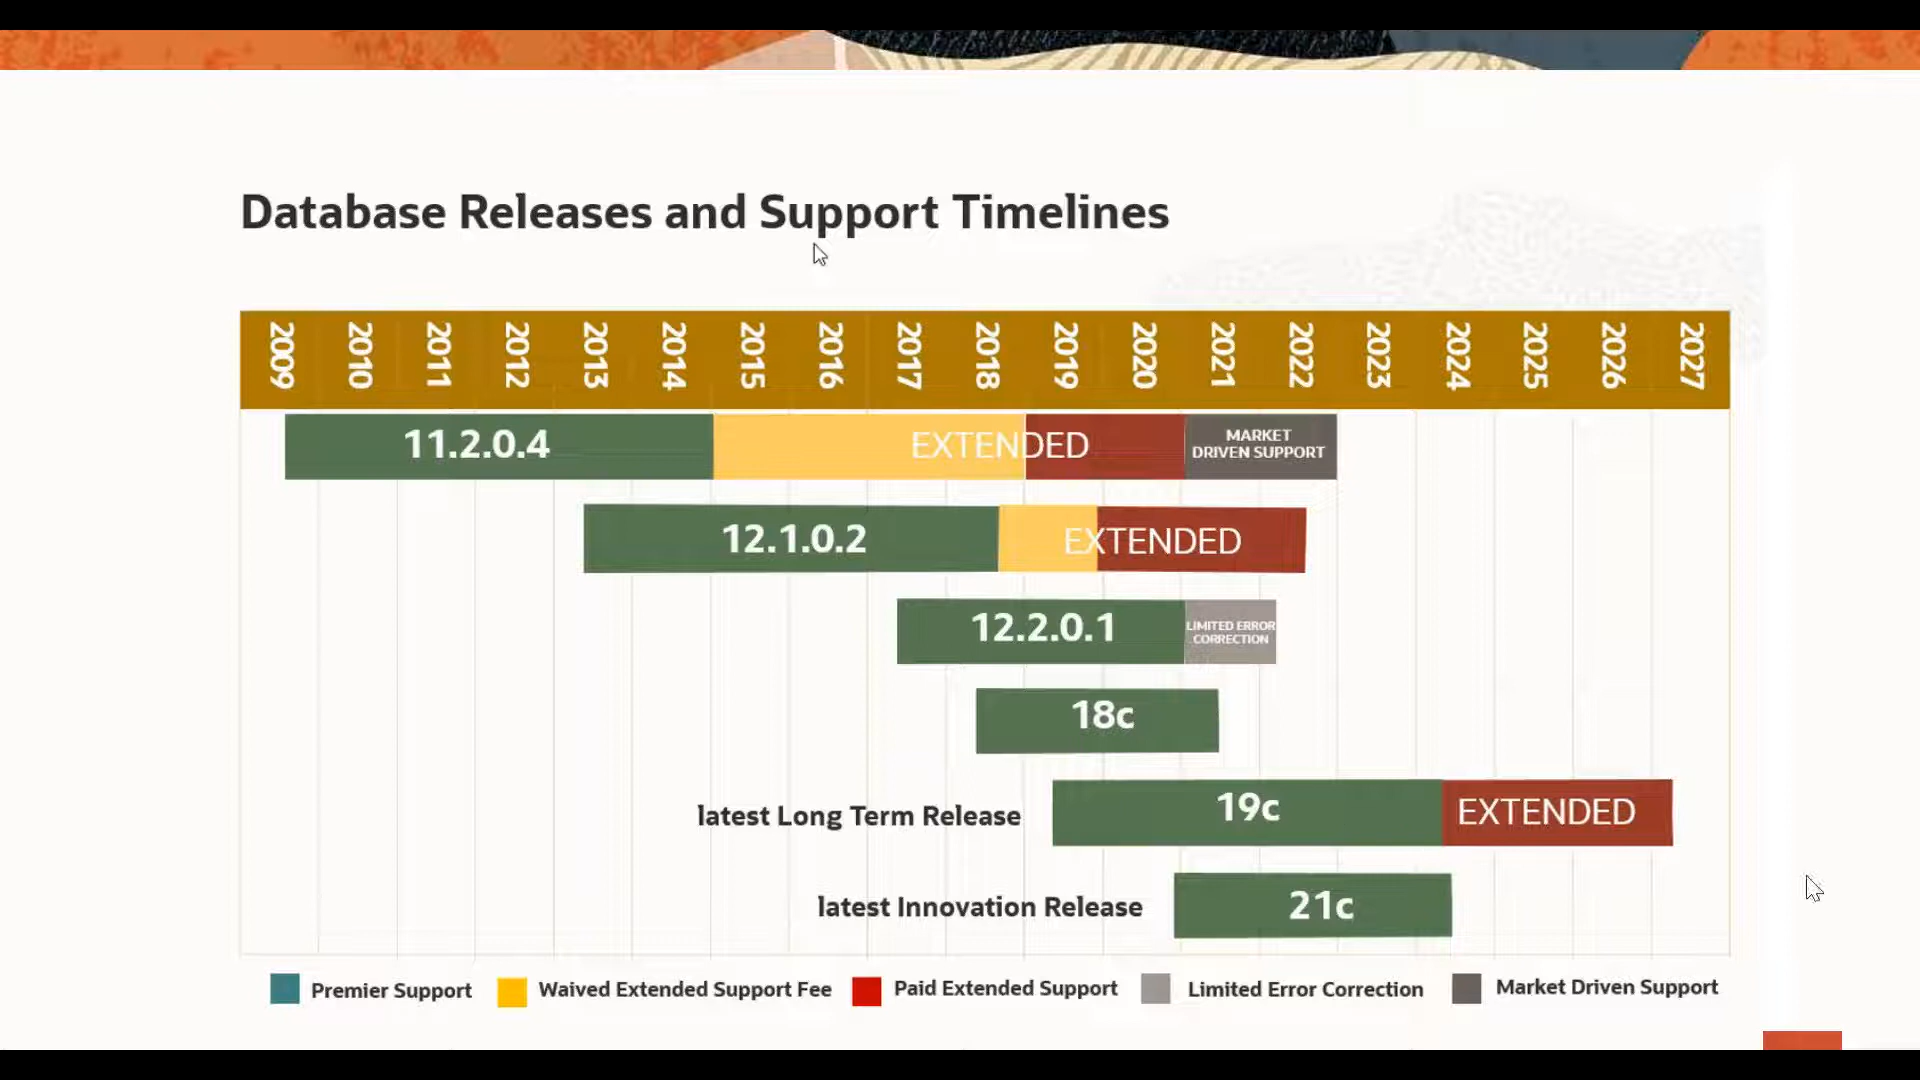 Database Releases and Support Timelines
2009 2010 2011 2012 2013 2014 2015 2016 2017 2018 2019 2020 2021 2022 2023 2024 2025 2026 2027
11.2.0.4 EXTENDED MARKET
DRIVEN SUPPORT
12.1.0.2 EXTENDED
12.2.0.1 LIMITED ERROR
CORRECTION
18c
latest Long Term Release 19c EXTENDED
latest Innovation Release 21c
Premier Support Waived Extended Support Fee Paid Extended Support Limited Error Correction Market Driven Support